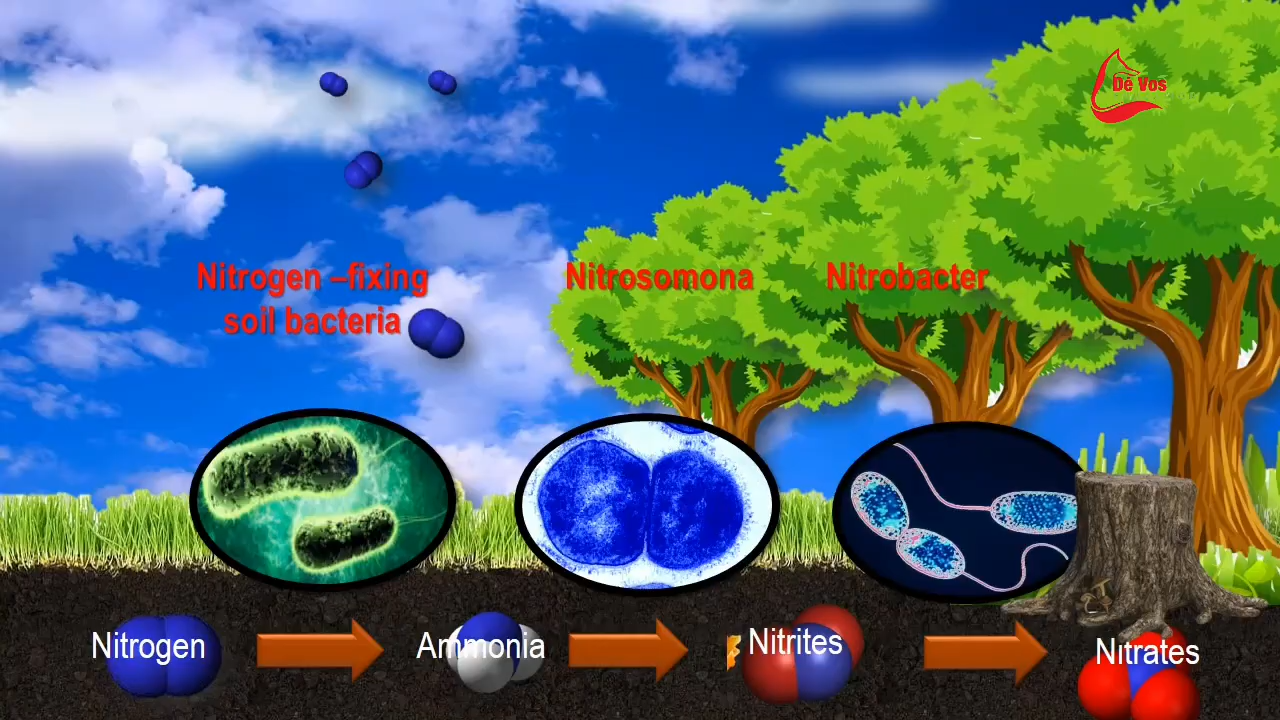 Dé Vos
Nitrogen –fixing
soil bacteria
Nitrosomona
Nitrobacter
Nitrogen
Ammonia
Nitrites
Nitrates